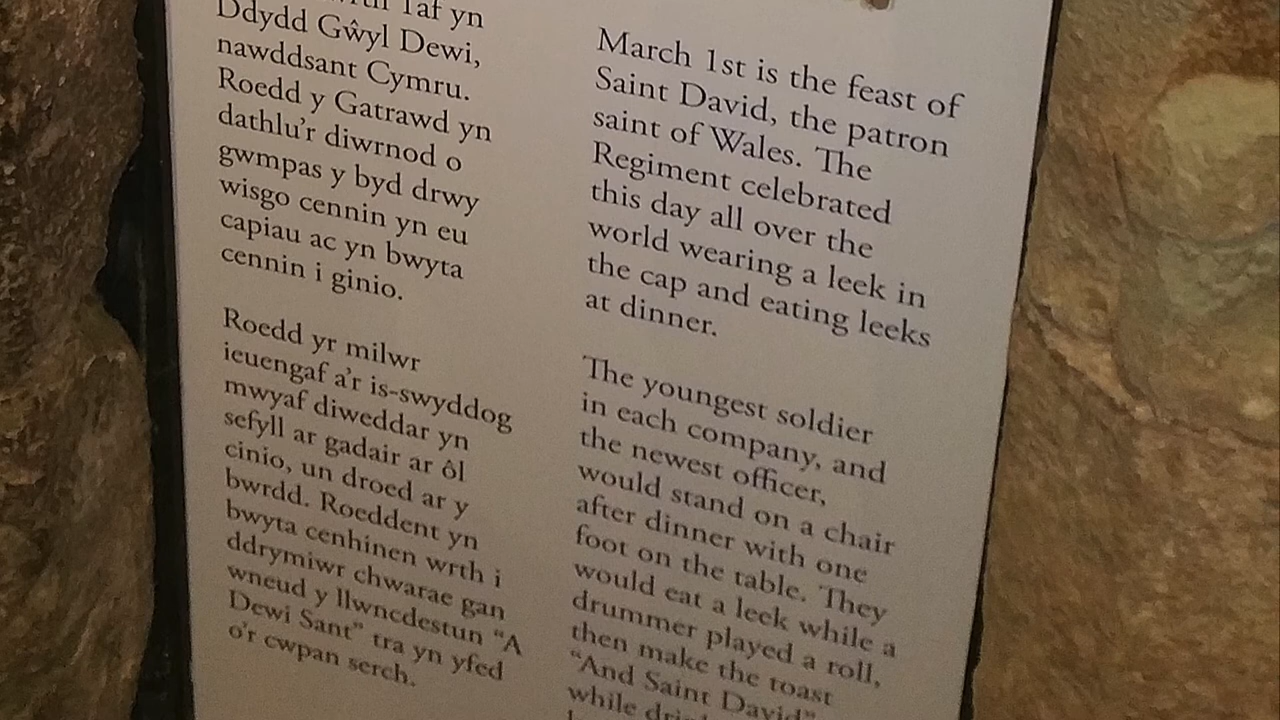 Taf yn
Ddydd Gŵyl Dewi,
nawddsant Cymru.
Roedd y Gatrawd yn
dathlu'r diwrnod o
gwmpas y byd drwy
wisgo cennin yn eu
capiau ac yn bwyta
cennin i ginio.
Roedd yr milwr
ieuengaf a'r is-swyddog
mwyaf diweddar yn
sefyll ar gadair ar ôl
cinio, un droed ar y
bwrdd. Roeddent yn
bwyta cenhinen wrth i
ddrymiwr chwarae gan
wneud y llwncdestun “A
Dewi Sant” tra yn yfed
o'r cwpan serch.
March 1st is the feast of
Saint David, the patron
saint of Wales. The
Regiment celebrated
this day all over the
world wearing a leek in
the cap and eating leeks
at dinner.
The youngest soldier
in each company, and
the newest officer,
would stand on a chair
after dinner with one
foot on the table. They
would eat a leek while a
drummer played a roll,
then make the toast
“And Saint David”
while